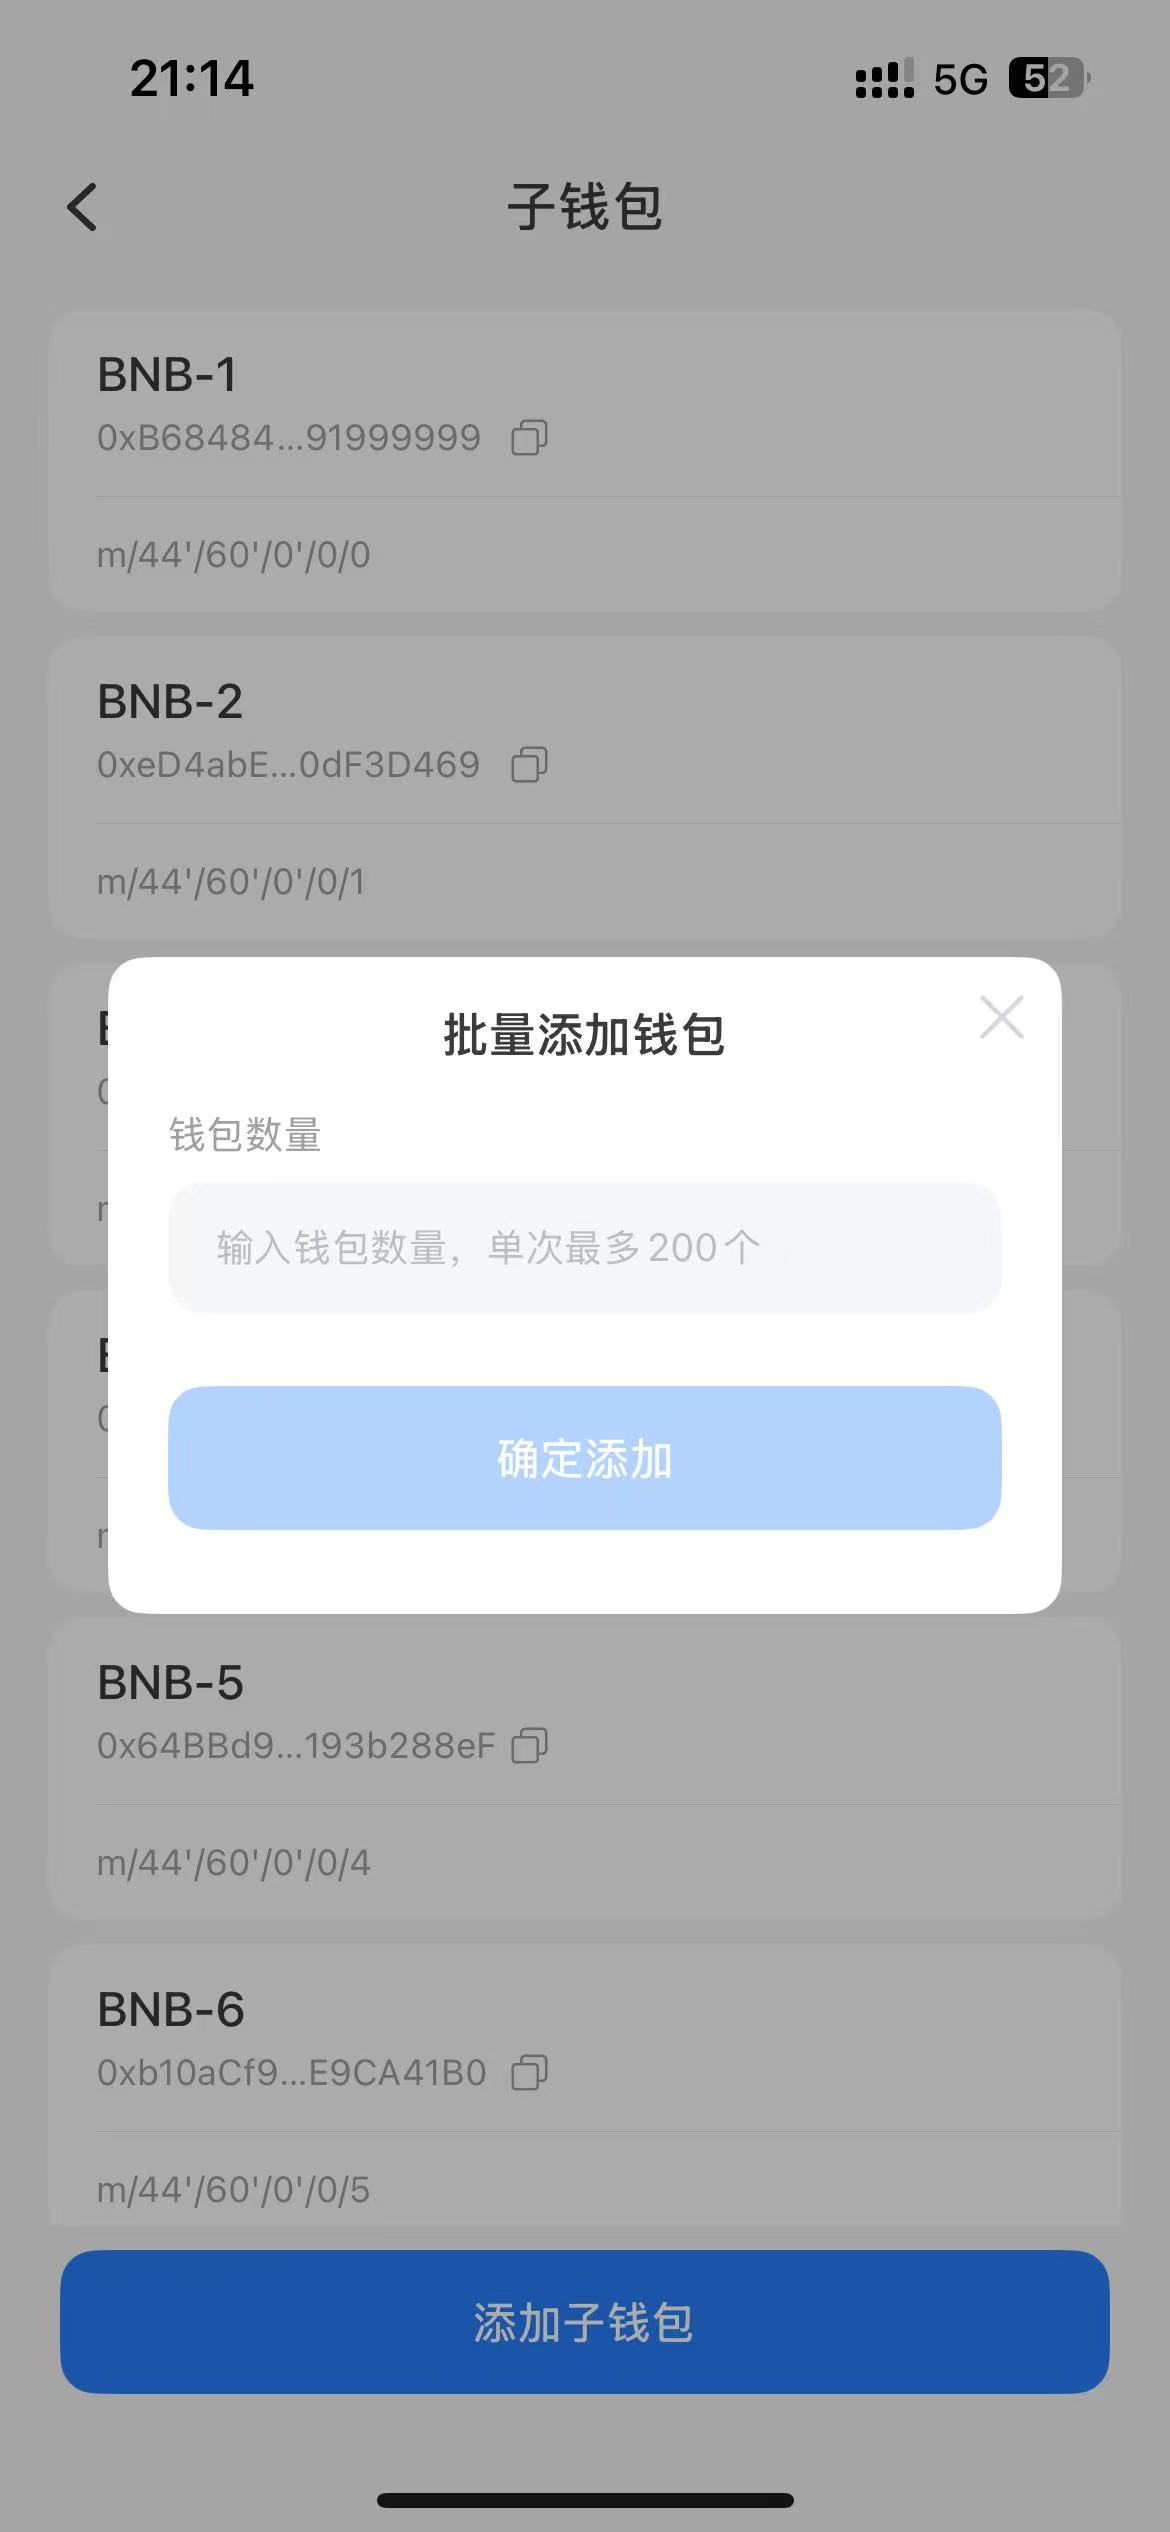 21:14
5G 52
子钱包
BNB-1
0xB68484...91999999
m/44'/60'/0'/0/0
BNB-2
0xeD4abE...0dF3D469
m/44'/60'/0'/0/1
批量添加钱包
钱包数量
输入钱包数量，单次最多200个
确定添加
BNB-5
0x64BBd9...193b288eF
m/44'/60'/0'/0/4
BNB-6
0xb10aCf9...E9CA41B0
m/44'/60'/0'/0/5
添加子钱包